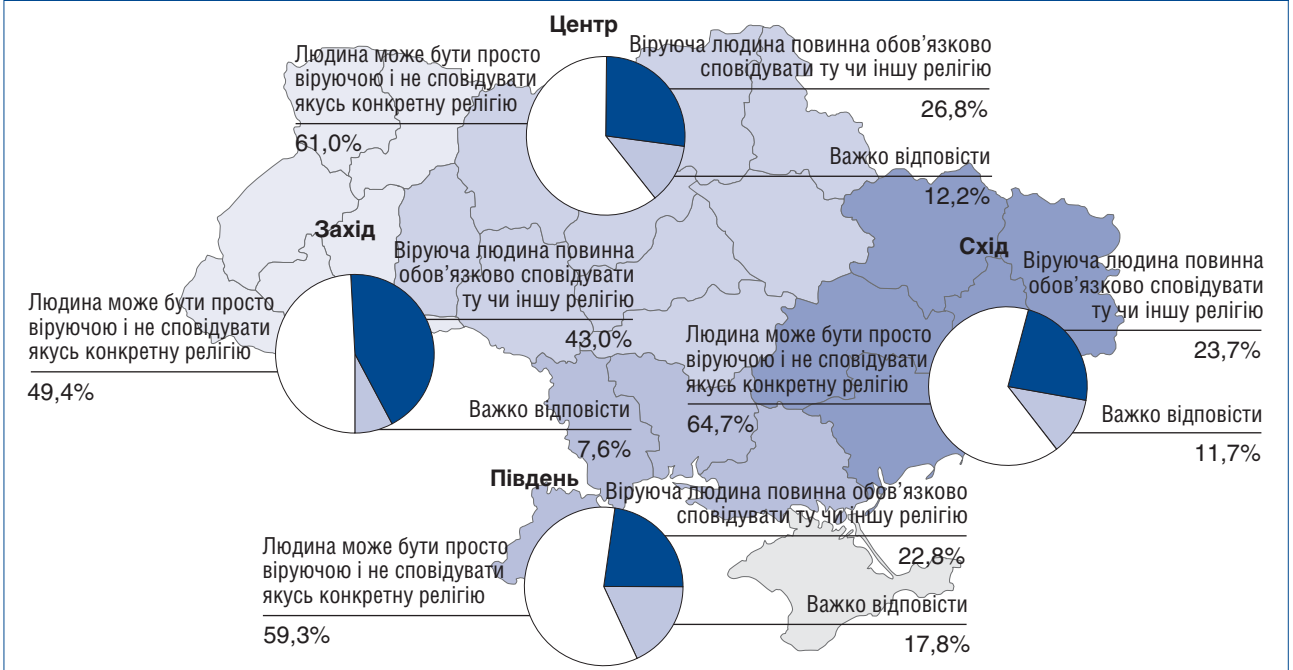 Центр
Людина може бути просто
віруючою і не сповідувати
якусь конкретну релігію
61,0%
Віруюча людина повинна обов’язково
сповідувати ту чи іншу релігію
26,8%
Важко відповісти
12,2%
Захід
Людина може бути просто
віруючою і не сповідувати
якусь конкретну релігію
49,4%
Віруюча людина повинна
обов’язково сповідувати
ту чи іншу релігію
43,0%
Важко відповісти
7,6%
Схід
Людина може бути просто
віруючою і не сповідувати
якусь конкретну релігію
64,7%
Віруюча людина повинна
обов’язково сповідувати
ту чи іншу релігію
23,7%
Важко відповісти
11,7%
Південь
Людина може бути просто
віруючою і не сповідувати
якусь конкретну релігію
59,3%
Віруюча людина повинна обов’язково
сповідувати ту чи іншу релігію
22,8%
Важко відповісти
17,8%